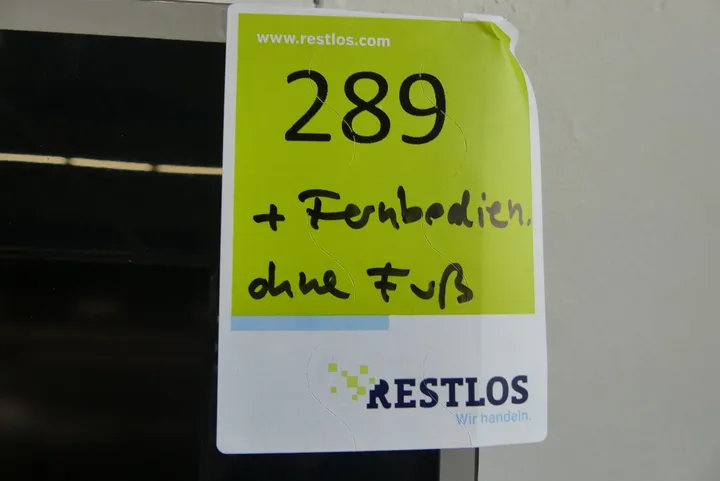 www.restlos.com
289
+ Fernbedien.
ohne Fuß
RESTLOS
Wir handeln.